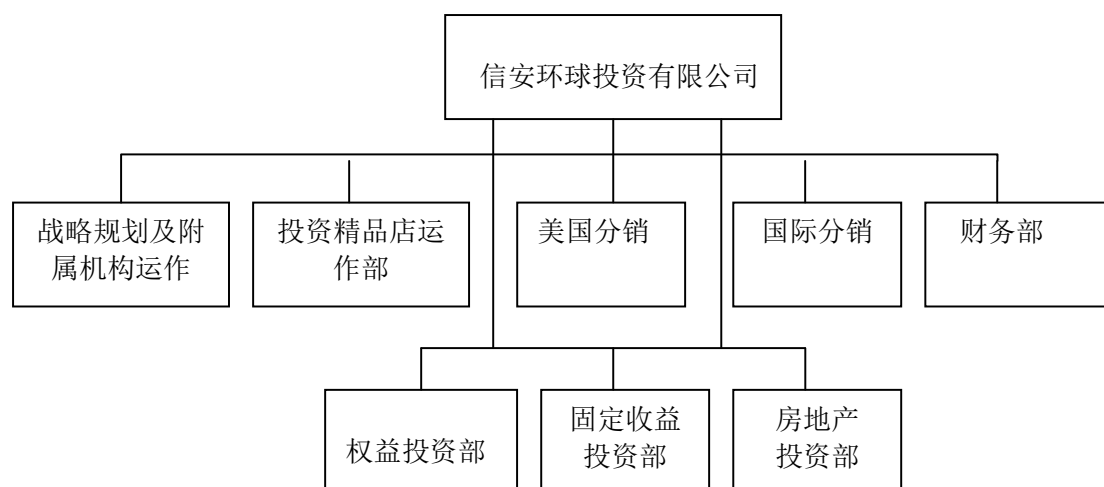 信安环球投资有限公司
战略规划及附
属机构运作
投资精品店运
作部
美国分销
国际分销
财务部
权益投资部
固定收益
投资部
房地产
投资部